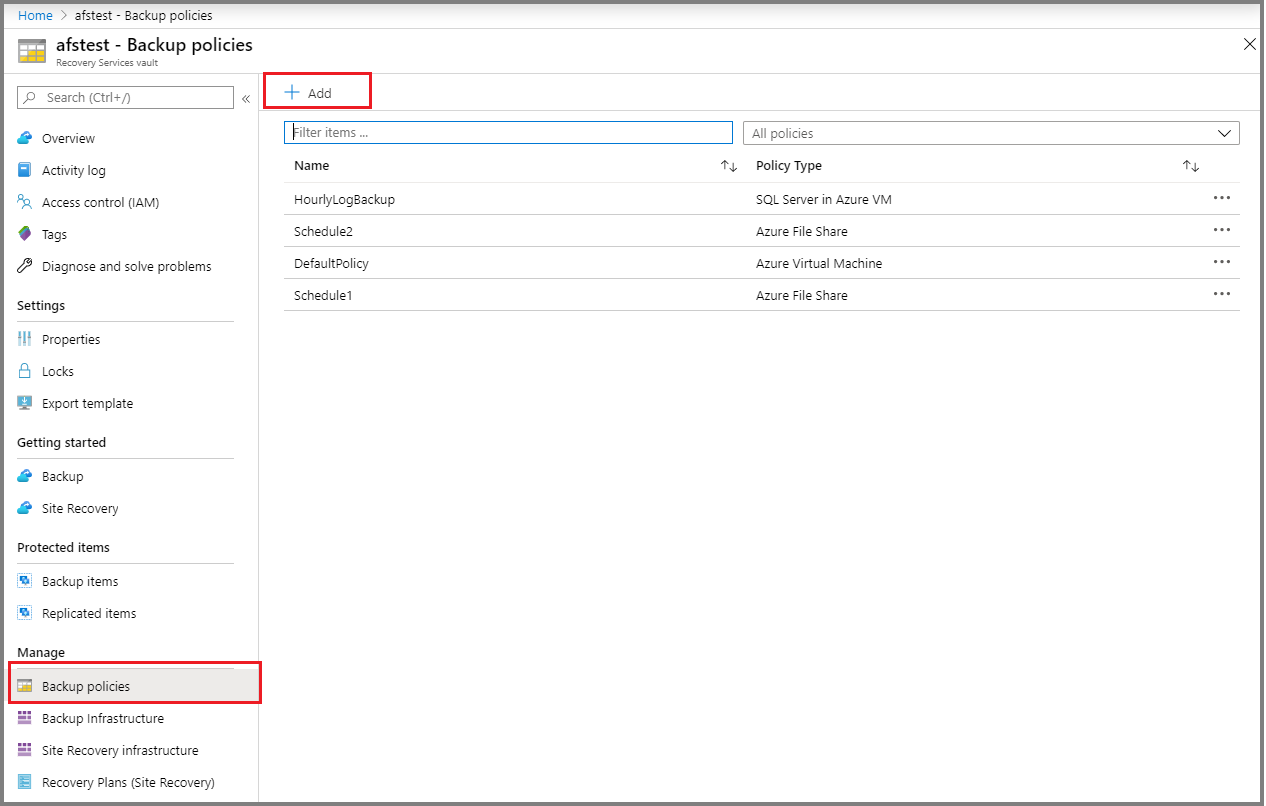 Home > afstest - Backup policies
afstest - Backup policies
Recovery Services vault
Search (Ctrl+/)
«
Overview
Activity log
Access control (IAM)
Tags
Diagnose and solve problems
Settings
Properties
Locks
Export template
Getting started
Backup
Site Recovery
Protected items
Backup items
Replicated items
Manage
Backup policies
Backup Infrastructure
Site Recovery infrastructure
Recovery Plans (Site Recovery)
+ Add
Filter items ...
All policies
Name ↑↓ Policy Type ↑↓
HourlyLogBackup SQL Server in Azure VM ...
Schedule2 Azure File Share ...
DefaultPolicy Azure Virtual Machine ...
Schedule1 Azure File Share ...